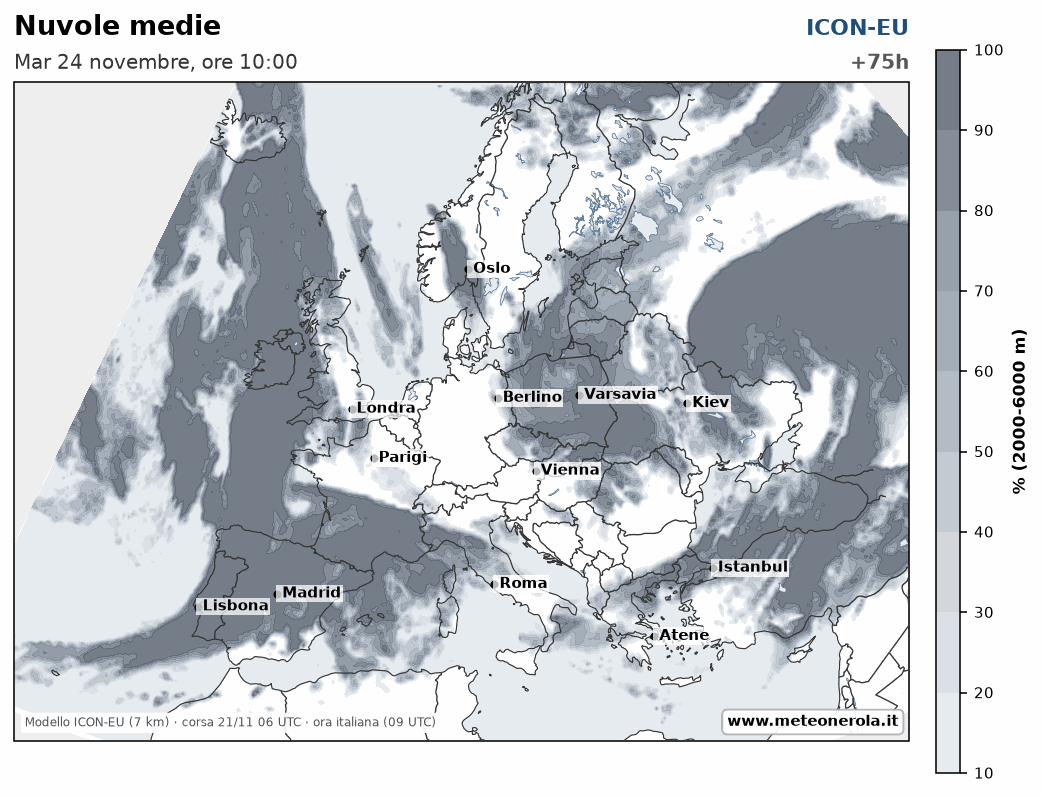 Nuvole medie
ICON-EU
Mar 24 novembre, ore 10:00
+75h
Oslo
Berlino
Varsavia
Kiev
Londra
Parigi
Vienna
Istanbul
Roma
Madrid
Lisbona
Atene
Modello ICON-EU (7 km) · corsa 21/11 06 UTC · ora italiana (09 UTC)
www.meteonerola.it
100
90
80
70
60
50
40
30
20
10
% (2000-6000 m)